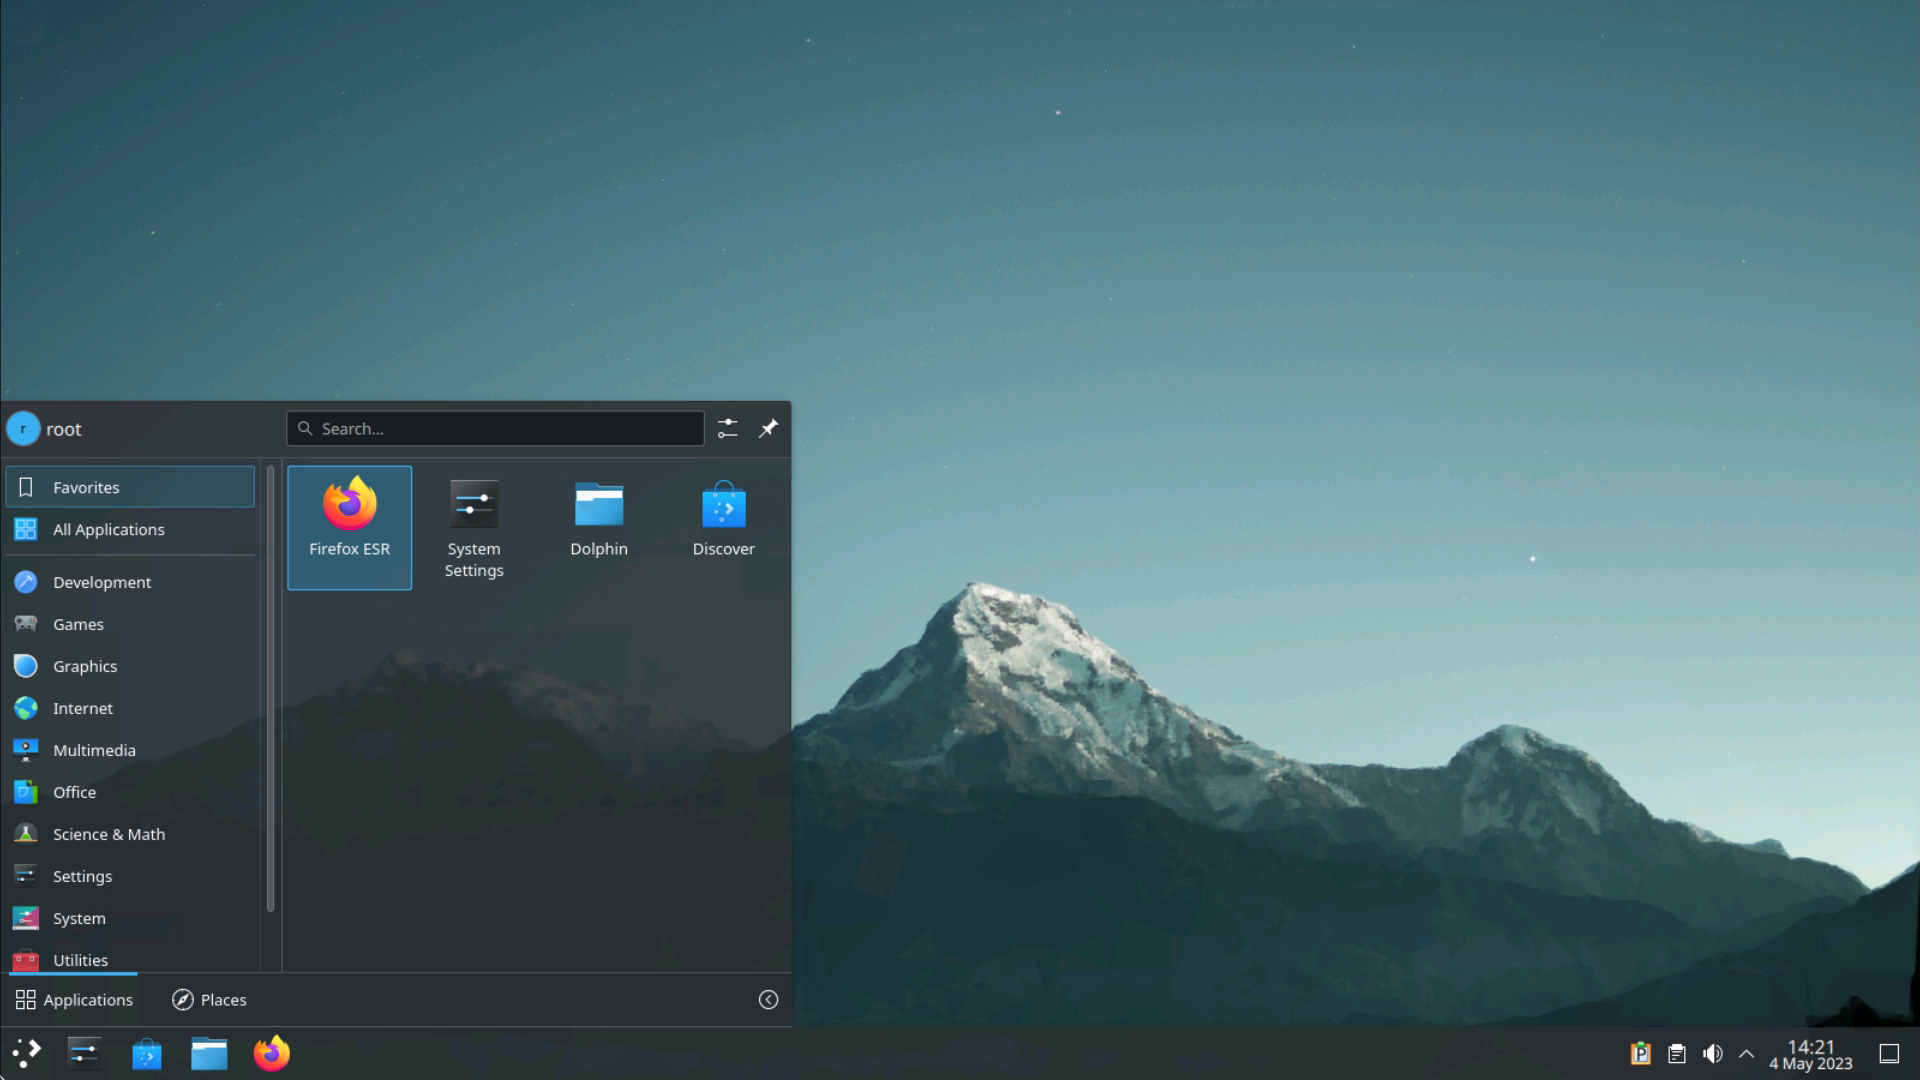 r
root
Search...
Favorites
All Applications
Development
Games
Graphics
Internet
Multimedia
Office
Science & Math
Settings
System
Utilities
Firefox ESR
System
Settings
Dolphin
Discover
Applications
Places
P
14:21
4 May 2023